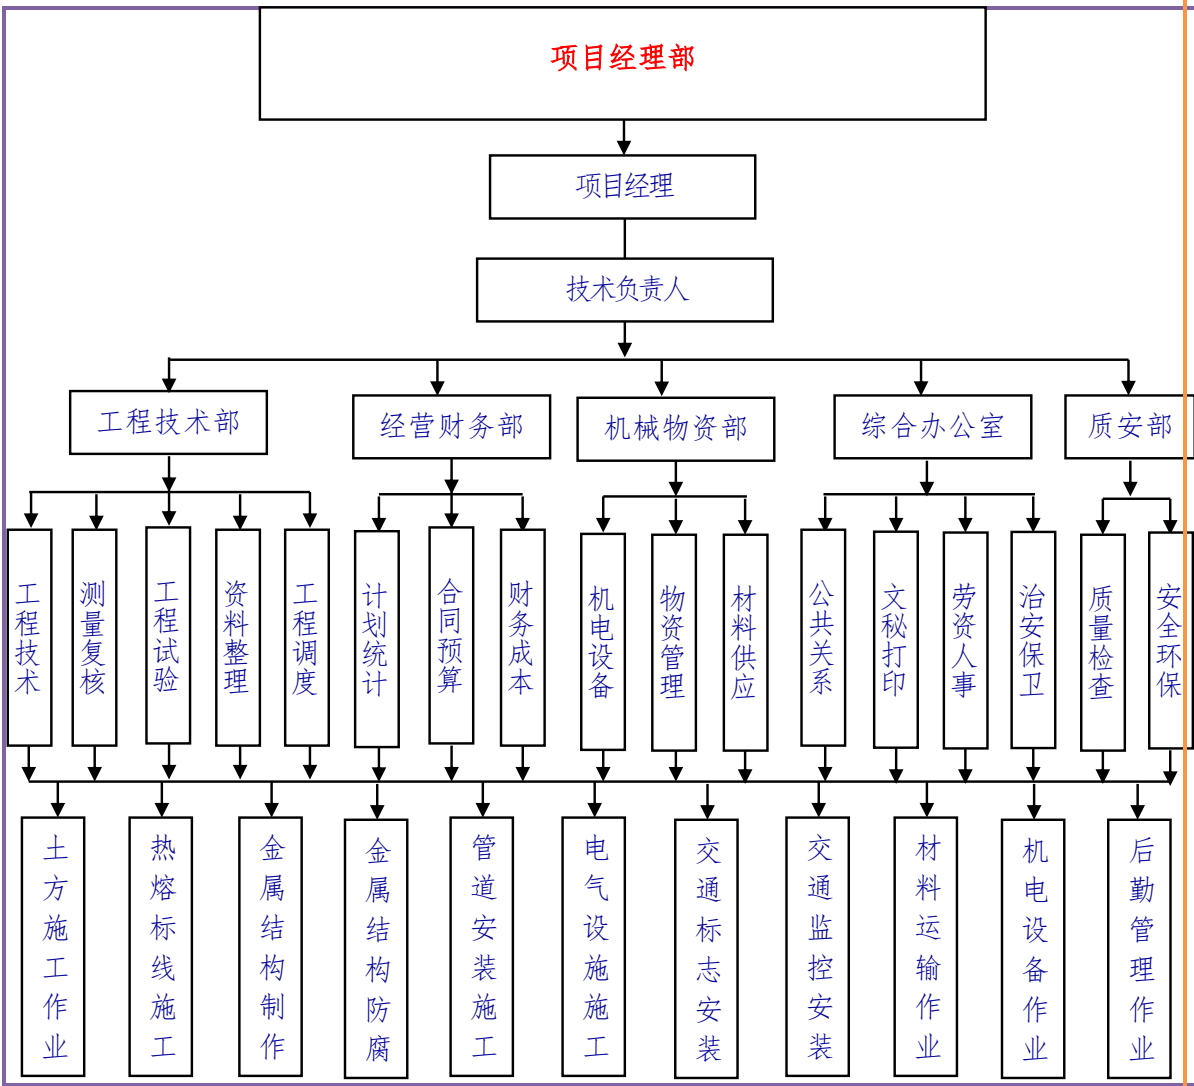 项目经理部
项目经理
技术负责人
工程技术部
经营财务部
机械物资部
综合办公室
质安部
工程技术
测量复核
工程试验
资料整理
工程调度
计划统计
合同预算
财务成本
机电设备
物资管理
材料供应
公共关系
文秘打印
劳资人事
治安保卫
质量检查
安全环保
土方施工作业
热熔标线施工
金属结构制作
金属结构防腐
管道安装施工
电气设施施工
交通标志安装
交通监控安装
材料运输作业
机电设备作业
后勤管理作业